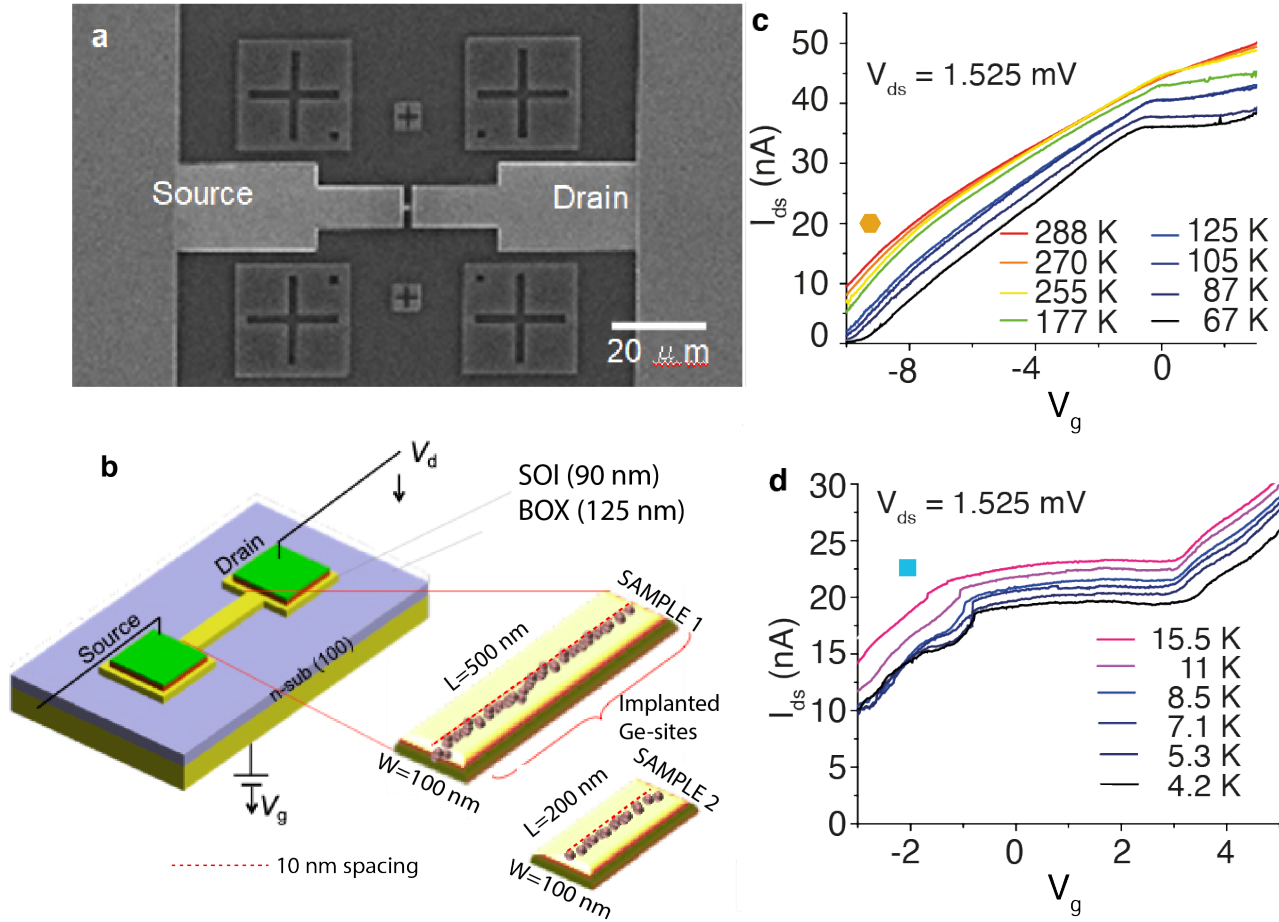 a
Source
Drain
20 μ m
b
V_d
SOI (90 nm)
BOX (125 nm)
Drain
Source
n-sub (100)
V_g
SAMPLE 1
L=500 nm
Implanted
Ge-sites
W=100 nm
SAMPLE 2
L=200 nm
W=100 nm
10 nm spacing
c
V_ds = 1.525 mV
I_ds (nA)
50
40
30
20
10
0
288 K
270 K
255 K
177 K
125 K
105 K
87 K
67 K
-8
-4
0
V_g
d
V_ds = 1.525 mV
I_ds (nA)
30
25
20
15
10
5
0
15.5 K
11 K
8.5 K
7.1 K
5.3 K
4.2 K
-2
0
2
4
V_g